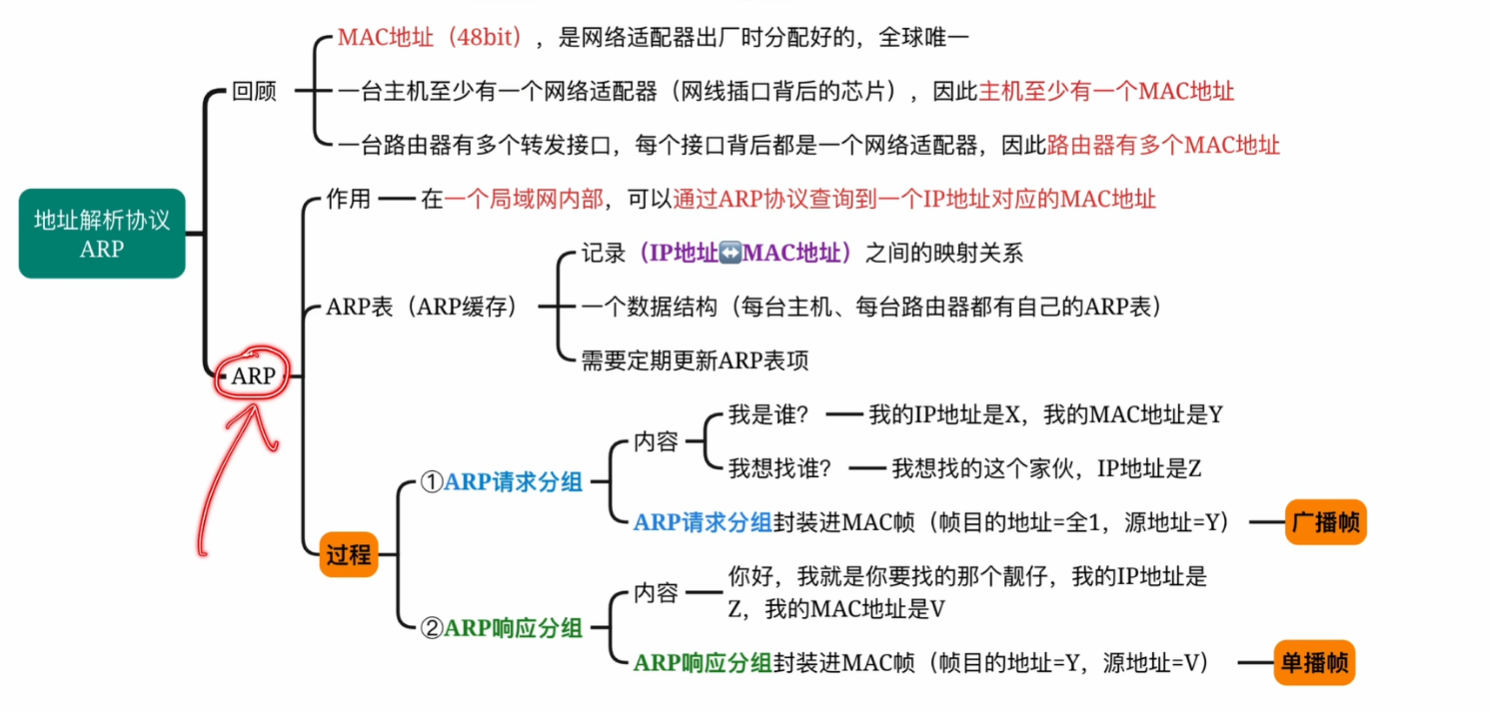 MAC地址（48bit），是网络适配器出厂时分配好的，全球唯一
回顾
一台主机至少有一个网络适配器（网线插口背后的芯片），因此主机至少有一个MAC地址
一台路由器有多个转发接口，每个接口背后都是一个网络适配器，因此路由器有多个MAC地址
地址解析协议
ARP
作用
在一个局域网内部，可以通过ARP协议查询到一个IP地址对应的MAC地址
记录（IP地址↔️MAC地址）之间的映射关系
ARP表（ARP缓存）
一个数据结构（每台主机、每台路由器都有自己的ARP表）
需要定期更新ARP表项
ARP
我是谁？
我的IP地址是X，我的MAC地址是Y
内容
我想找谁？
我想找的这个家伙，IP地址是Z
①ARP请求分组
ARP请求分组封装进MAC帧（帧目的地址=全1，源地址=Y）
广播帧
过程
内容
你好，我就是你要找的那个靓仔，我的IP地址是
Z，我的MAC地址是V
②ARP响应分组
ARP响应分组封装进MAC帧（帧目的地址=Y，源地址=V）
单播帧